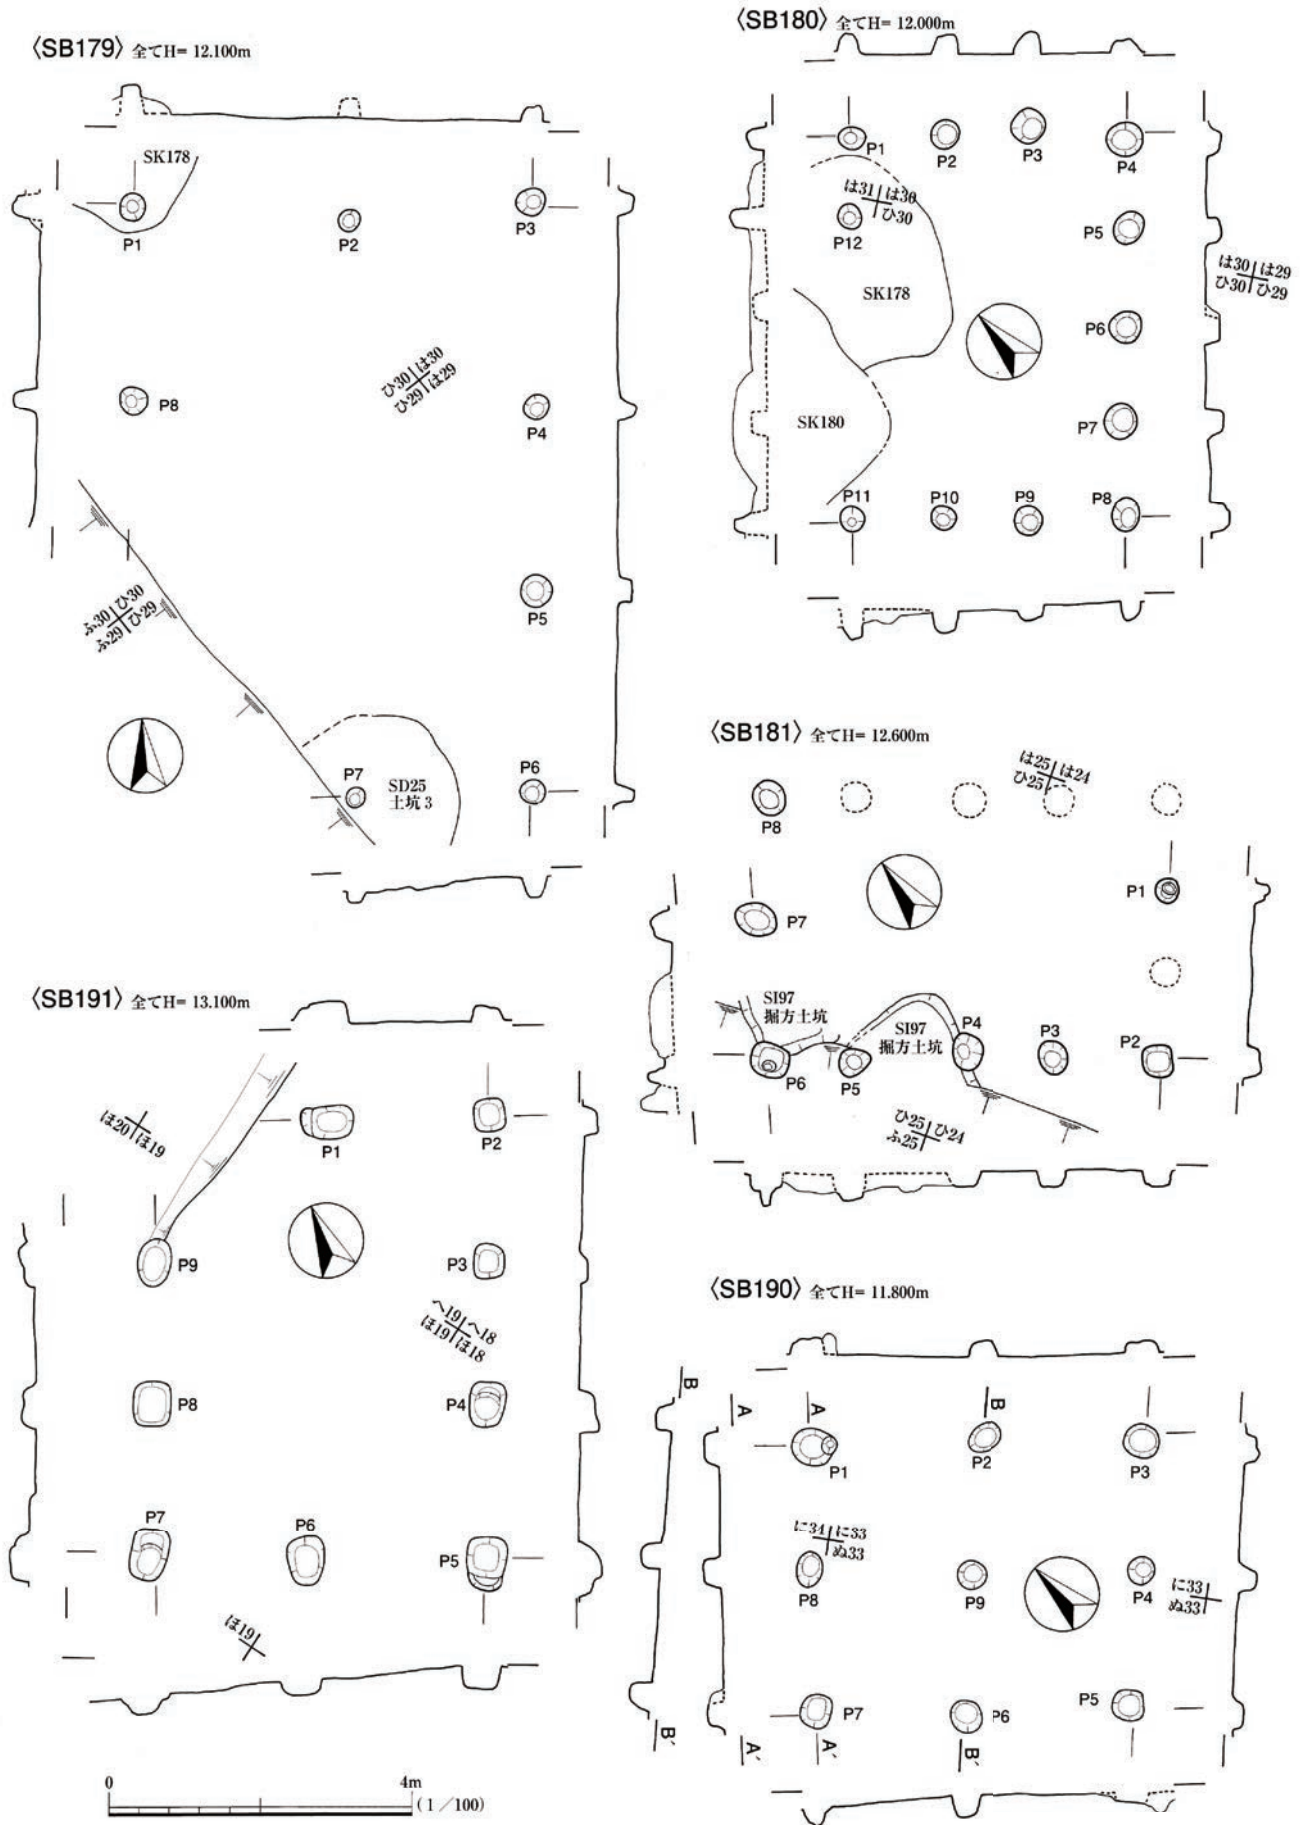 〈SB179〉 全てH= 12.100m
SK178
P1
P2
P3
P8
ひ30 は30
ひ29 は29
P4
ふ30 ひ30
ふ29 ひ29
P5
P7
SD25
土坑 3
P6
〈SB180〉 全てH= 12.000m
P1
P2
P3
P4
は31 は30
ひ30
P12
P5
は30 は29
ひ30 ひ29
SK178
P6
SK180
P7
P11
P10
P9
P8
〈SB181〉 全てH= 12.600m
は25 は24
ひ25
P8
P1
P7
SI97
掘方土坑
SI97
掘方土坑
P4
P3
P2
P6
P5
ひ25 ひ24
ふ25
〈SB191〉 全てH= 13.100m
ほ20 ほ19
P1
P2
P9
P3
へ19 へ18
ほ19 ほ18
P8
P4
P7
P6
P5
ほ19
〈SB190〉 全てH= 11.800m
B
A
A
B
P1
P2
P3
に34 に33
ぬ33
P8
P9
P4
に33
ぬ33
P7
P6
P5
B´
A´
A´
B´
0 4m
(1／100)